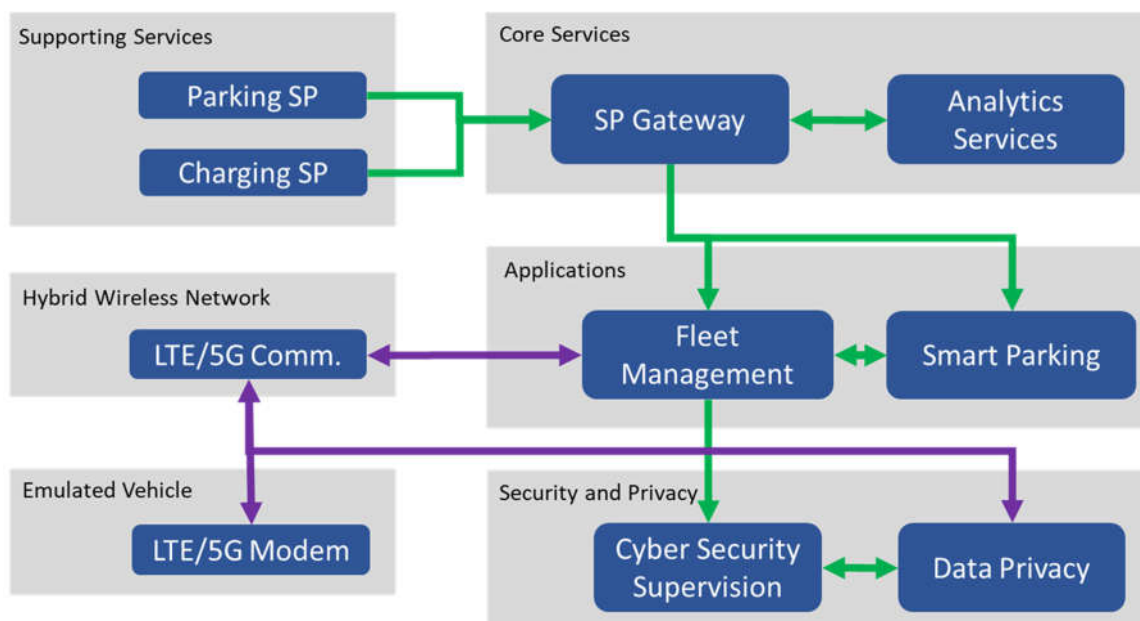 Supporting Services
Parking SP
Charging SP
Core Services
SP Gateway
Analytics
Services
Hybrid Wireless Network
LTE/5G Comm.
Applications
Fleet
Management
Smart Parking
Emulated Vehicle
LTE/5G Modem
Security and Privacy
Cyber Security
Supervision
Data Privacy